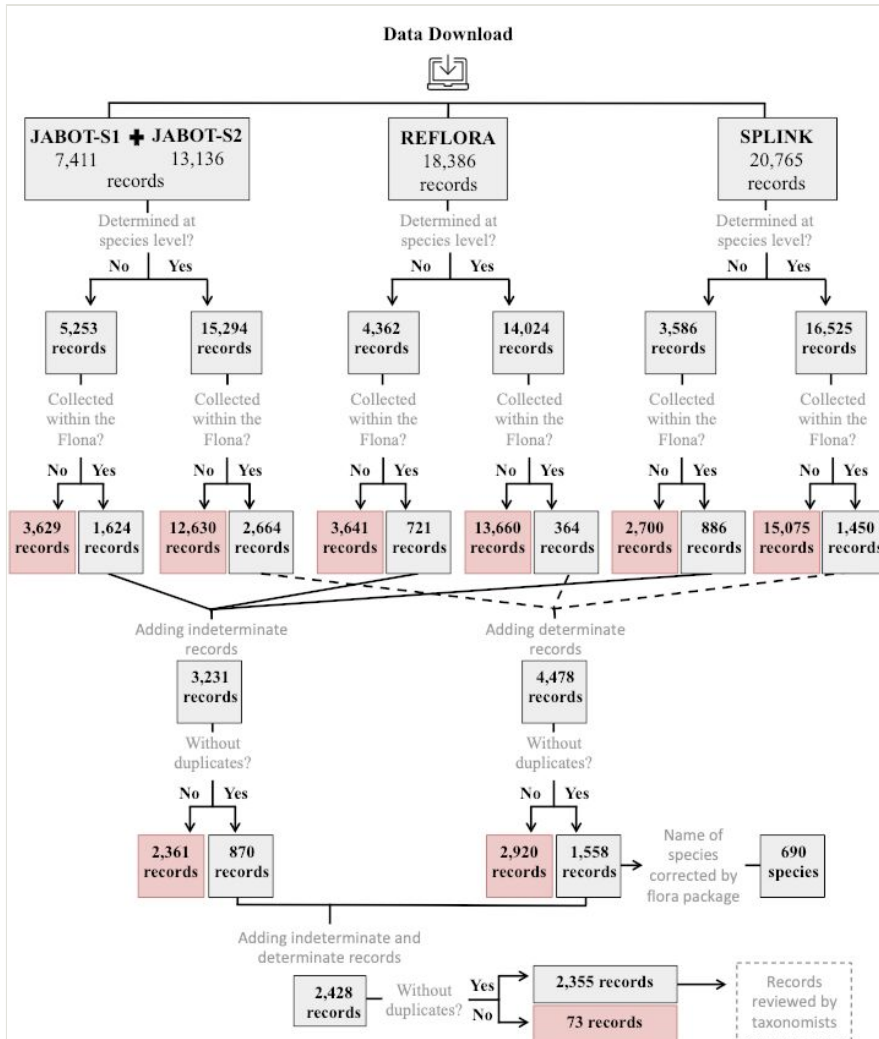 Data Download
JABOT-S1 + JABOT-S2
7,411 13,136
records
REFLORA
18,386
records
SPLINK
20,765
records
Determined at
species level?
Determined at
species level?
Determined at
species level?
No Yes
No Yes
No Yes
5,253
records
15,294
records
4,362
records
14,024
records
3,586
records
16,525
records
Collected
within the
Flona?
Collected
within the
Flona?
Collected
within the
Flona?
Collected
within the
Flona?
Collected
within the
Flona?
Collected
within the
Flona?
No Yes
No Yes
No Yes
No Yes
No Yes
No Yes
3,629
records
1,624
records
12,630
records
2,664
records
3,641
records
721
records
13,660
records
364
records
2,700
records
886
records
15,075
records
1,450
records
Adding indeterminate
records
Adding determinate
records
3,231
records
4,478
records
Without
duplicates?
Without
duplicates?
No Yes
No Yes
2,361
records
870
records
2,920
records
1,558
records
Name of
species
corrected by
flora package
690
species
Adding indeterminate and
determinate records
2,428
records
Without
duplicates?
Yes
No
2,355 records
73 records
Records
reviewed by
taxonomists